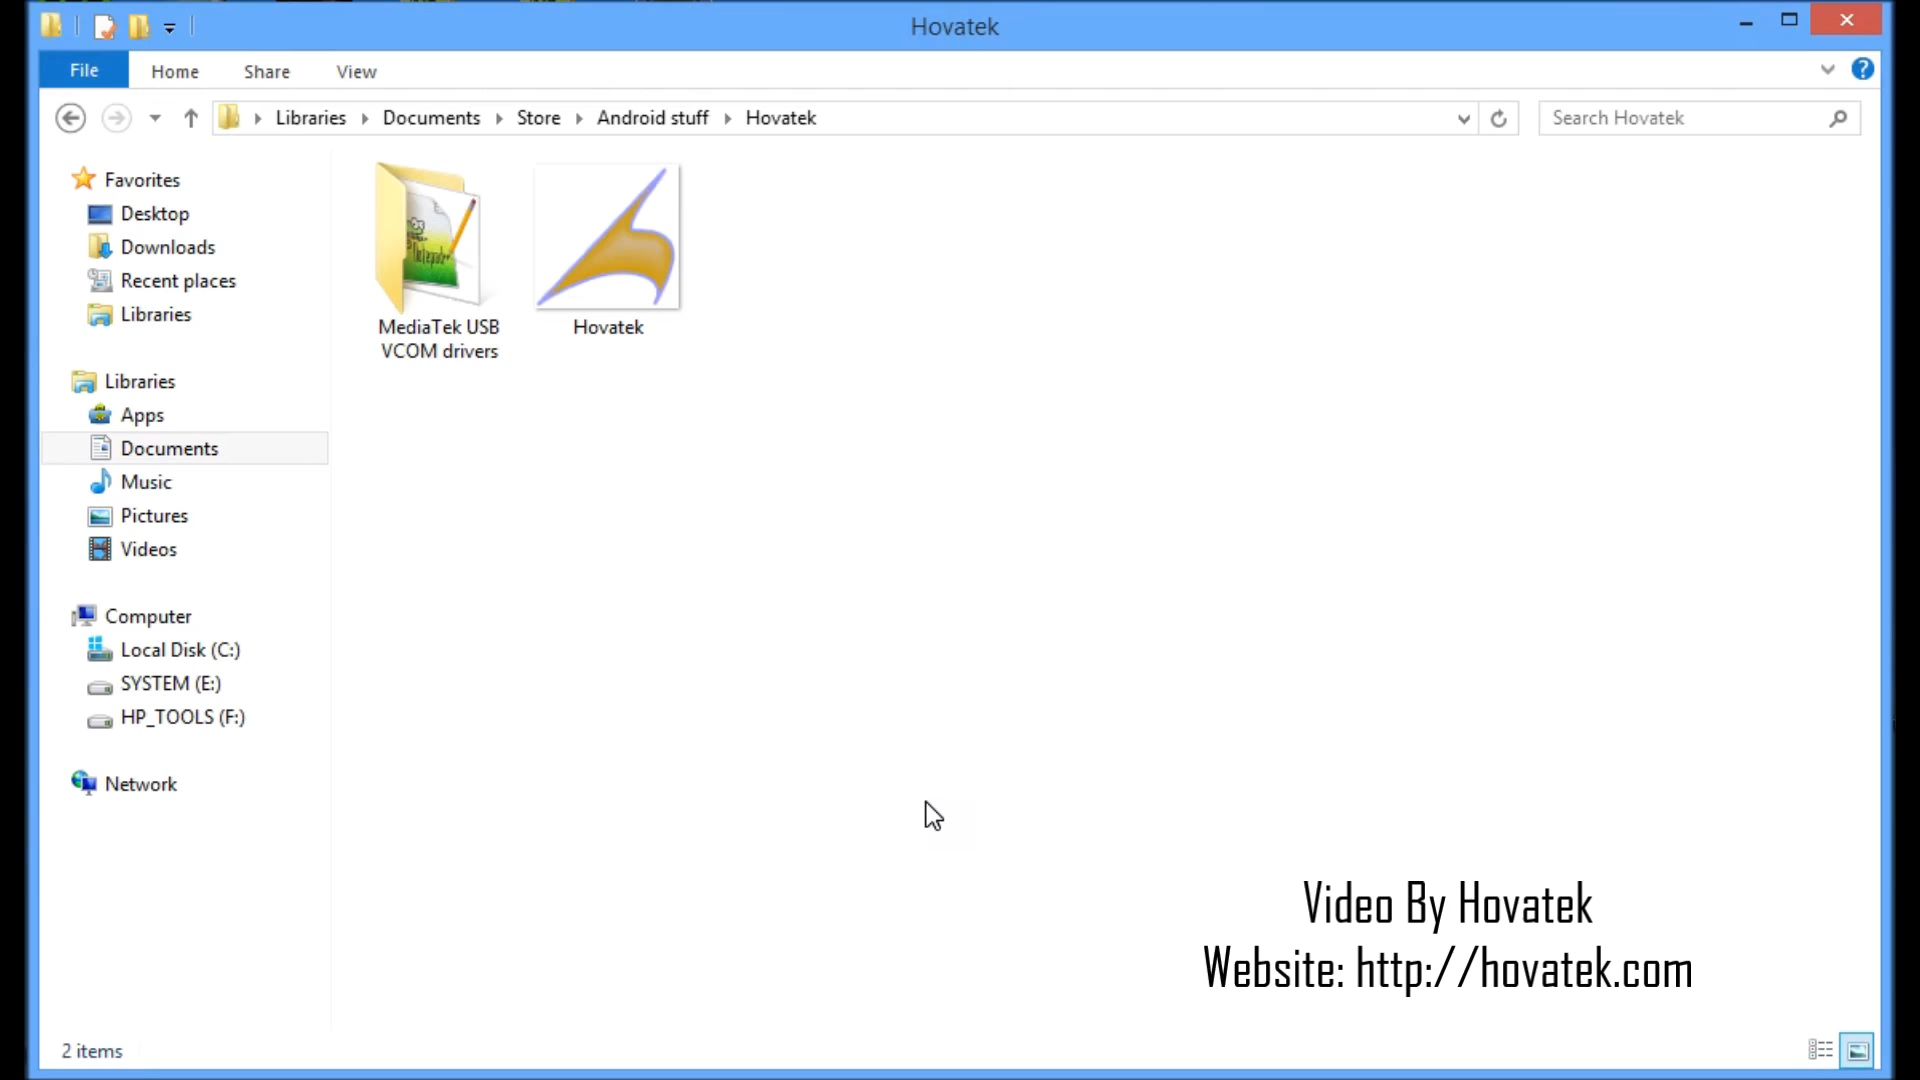 Hovatek
File Home Share View
Libraries Documents Store Android stuff Hovatek
Search Hovatek
Favorites
Desktop
Downloads
Recent places
Libraries
Libraries
Apps
Documents
Music
Pictures
Videos
Computer
Local Disk (C:)
SYSTEM (E:)
HP_TOOLS (F:)
Network
MediaTek USB
VCOM drivers
Hovatek
Video By Hovatek
Website: http://hovatek.com
2 items